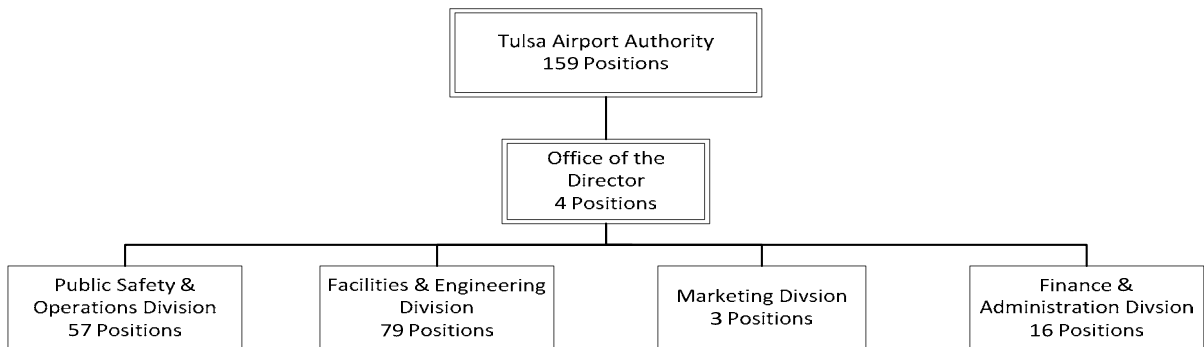 Tulsa Airport Authority
159 Positions
Office of the
Director
4 Positions
Public Safety &
Operations Division
57 Positions
Facilities & Engineering
Division
79 Positions
Marketing Divsion
3 Positions
Finance &
Administration Divsion
16 Positions